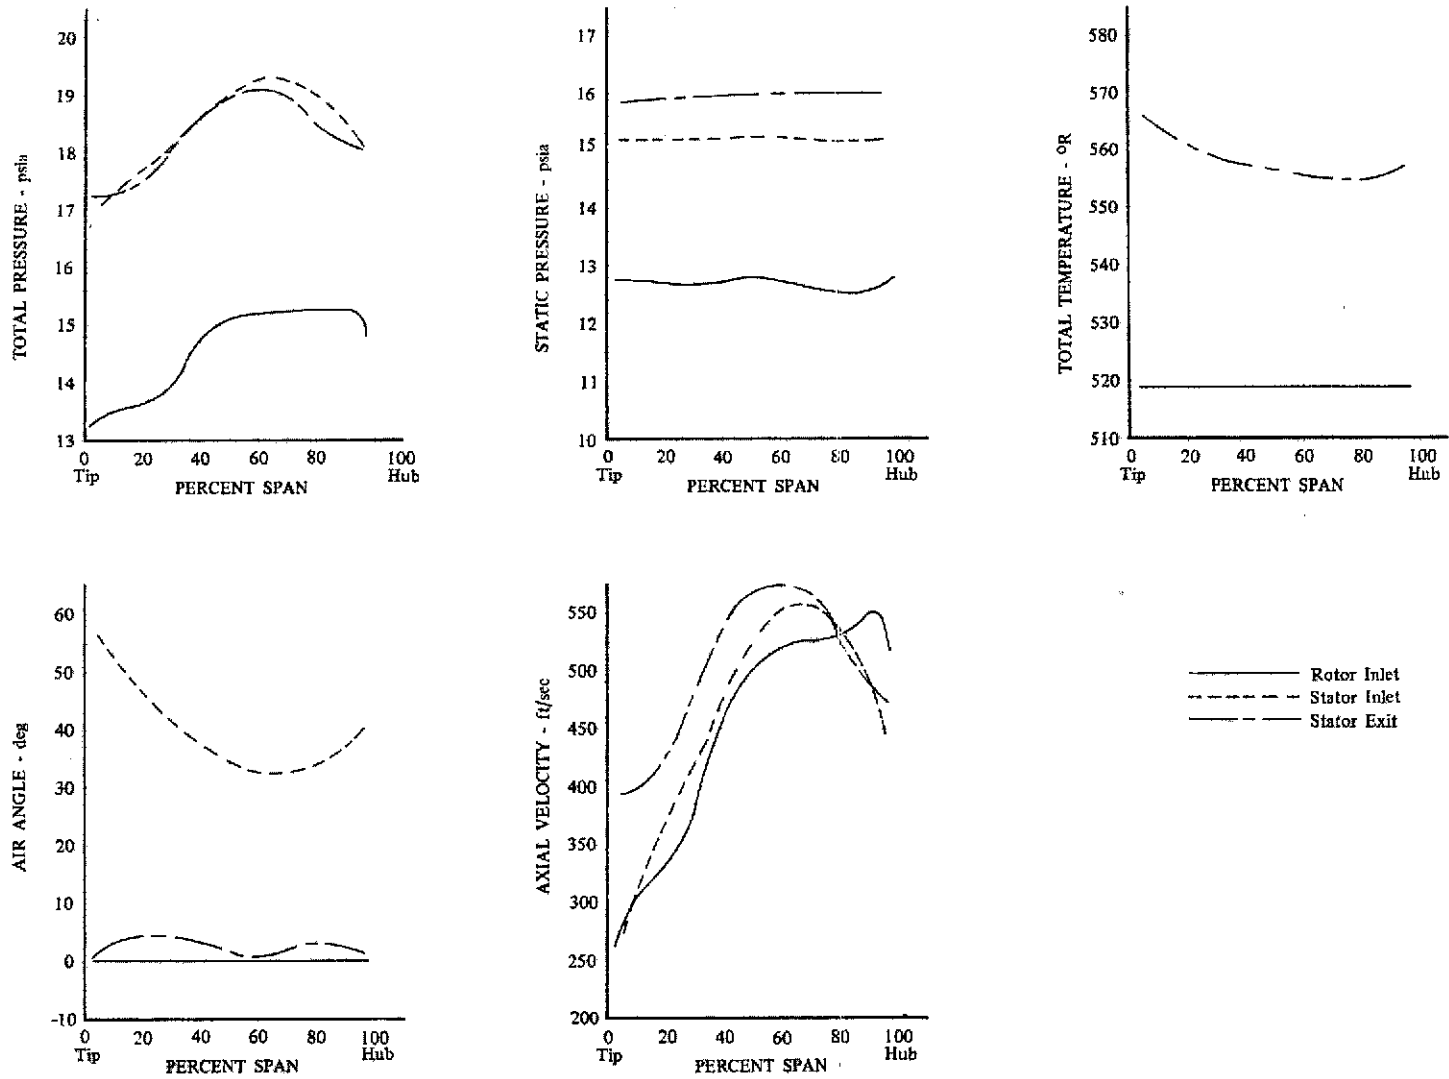 TOTAL PRESSURE - psia
20
19
18
17
16
15
14
13
0 20 40 60 80 100
Tip Hub
PERCENT SPAN
STATIC PRESSURE - psia
17
16
15
14
13
12
11
10
0 20 40 60 80 100
Tip Hub
PERCENT SPAN
TOTAL TEMPERATURE - °R
580
570
560
550
540
530
520
510
0 20 40 60 80 100
Tip Hub
PERCENT SPAN
AIR ANGLE - deg
60
50
40
30
20
10
0
-10
0 20 40 60 80 100
Tip Hub
PERCENT SPAN
AXIAL VELOCITY - ft/sec
550
500
450
400
350
300
250
200
0 20 40 60 80 100
Tip Hub
PERCENT SPAN
Rotor Inlet
Stator Inlet
Stator Exit